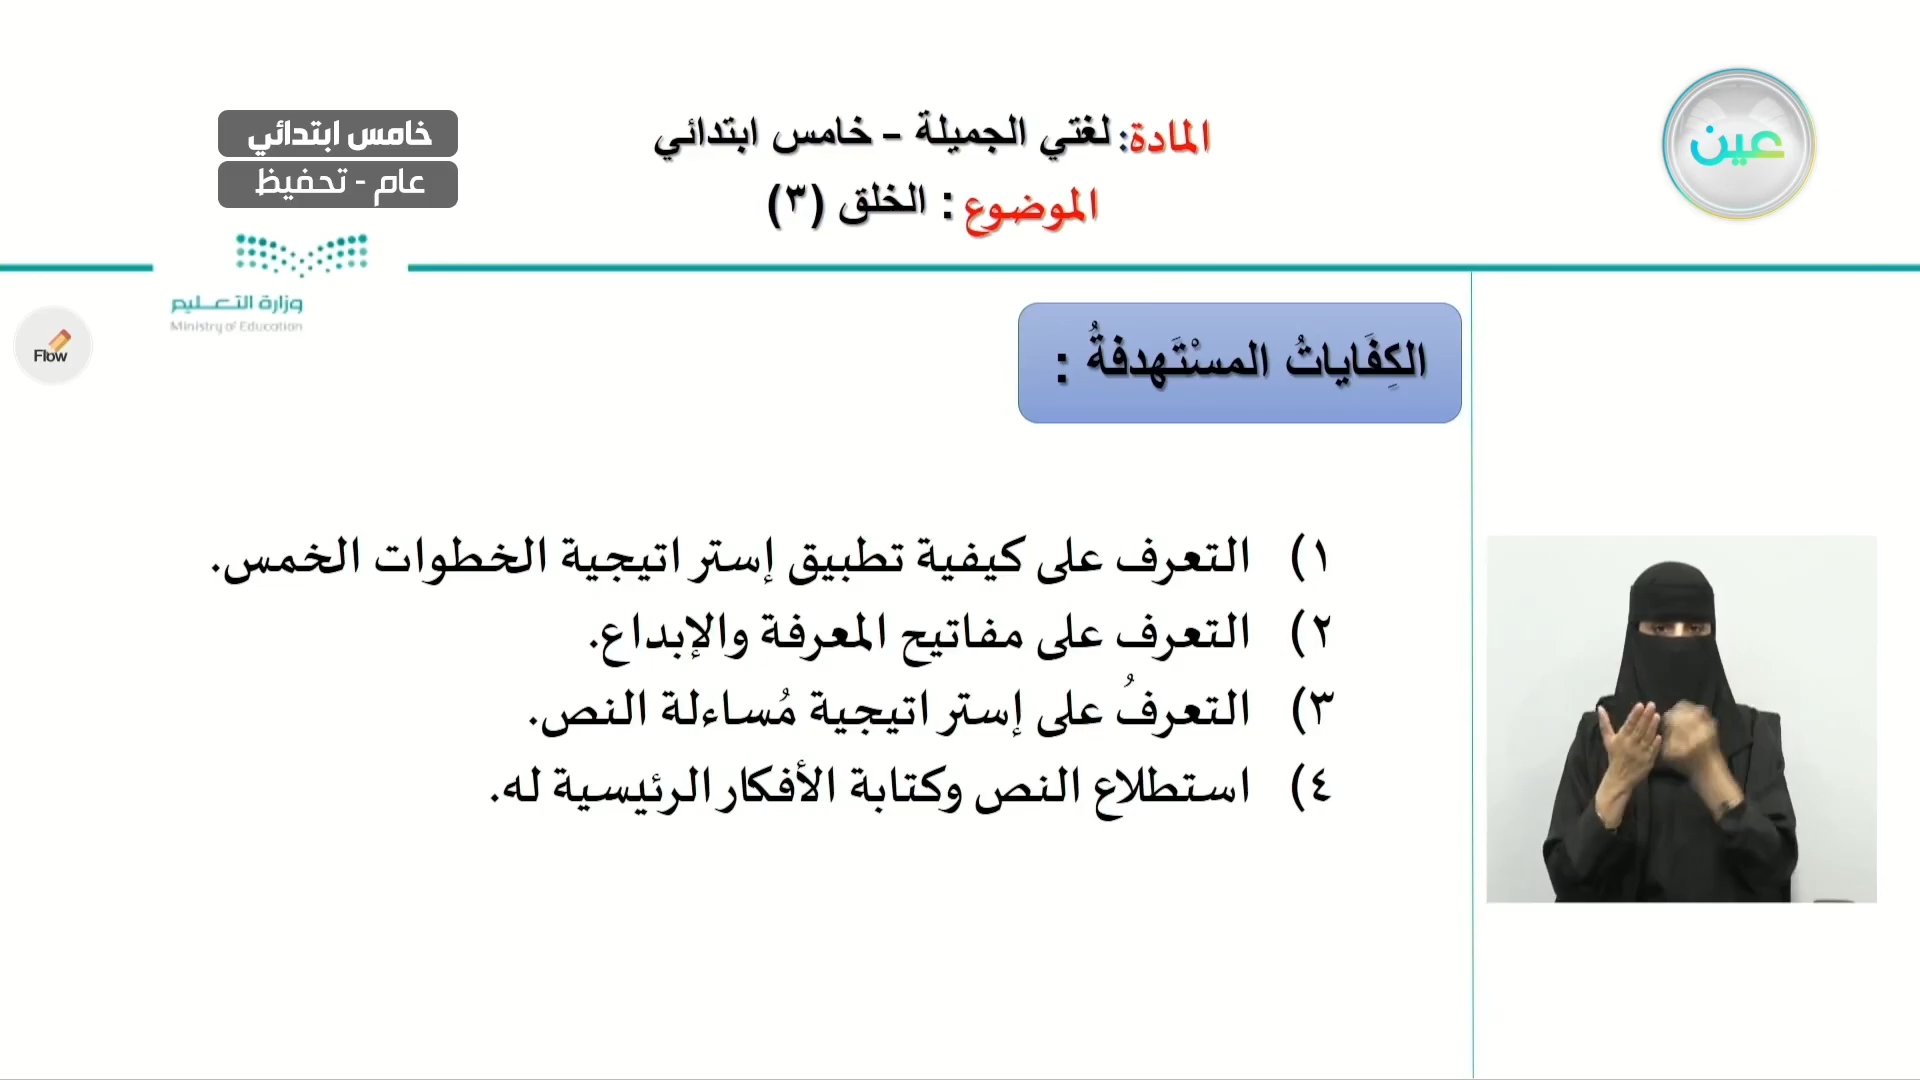 المادة: لغتي الجميلة - خامس ابتدائي
الموضوع : الخلق (٣)
عين
خامس ابتدائي
عام - تحفيظ
وزارة التعليم
Ministry of Education
Flow
الكِفَاياتُ المسْتَهدفةُ :
١) التعرف على كيفية تطبيق إستراتيجية الخطوات الخمس.
٢) التعرف على مفاتيح المعرفة والإبداع.
٣) التعرفُ على إستراتيجية مُساءلة النص.
٤) استطلاع النص وكتابة الأفكار الرئيسية له.